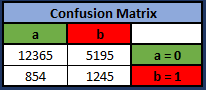 Confusion Matrix
a b
12365 5195 a = 0
854 1245 b = 1